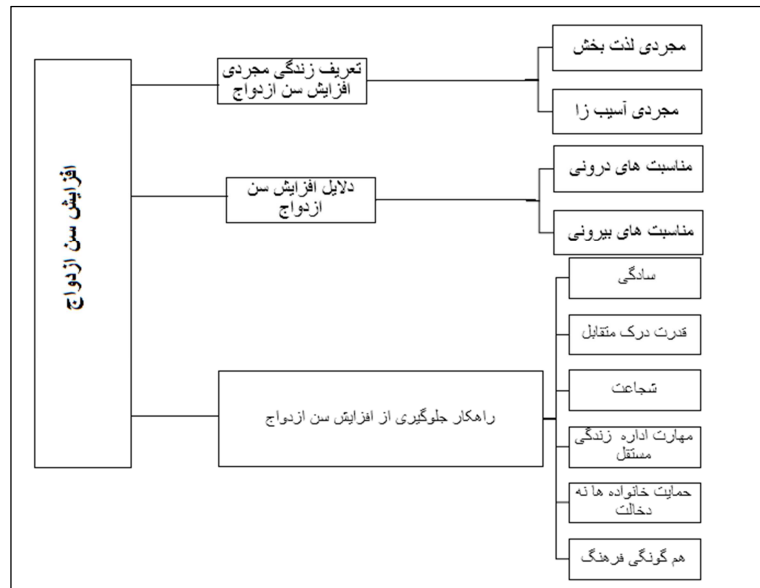 افزایش سن ازدواج
تعریف زندگی مجردی
افزایش سن ازدواج
مجردی لذت بخش
مجردی آسیب زا
دلایل افزایش سن
ازدواج
مناسبت های درونی
مناسبت های بیرونی
راهکار جلوگیری از افزایش سن ازدواج
سادگی
قدرت درک متقابل
شجاعت
مهارت اداره زندگی
مستقل
حمایت خانواده ها نه
دخالت
هم گونگی فرهنگ